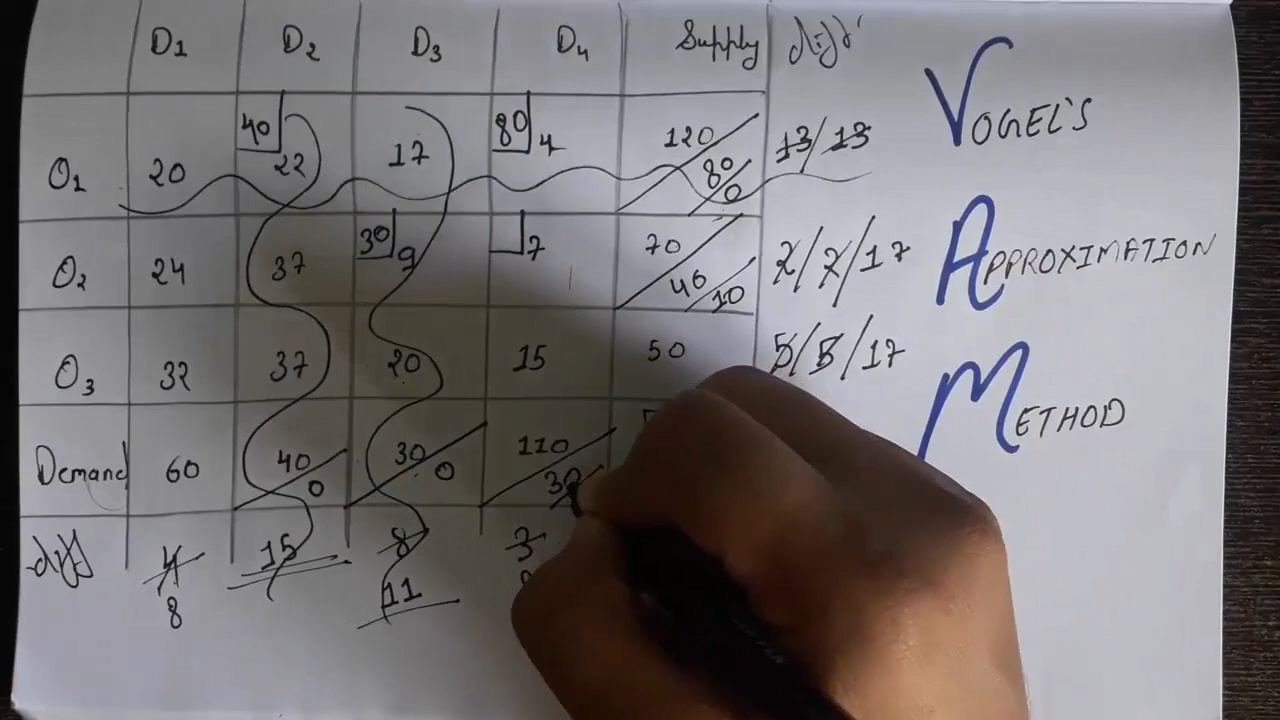 D1 D2 D3 D4 Supply diff
40 80
20 22 17 4 120 13/13
O1 80
0
30
O2 24 37 9 7 70 2/2/17
40 10
O3 32 37 20 15 50 5/5/17
Demand 60 40 30 110
0 0 30
diff 4 15 8 3
8 11
VOGEL'S
APPROXIMATION
METHOD